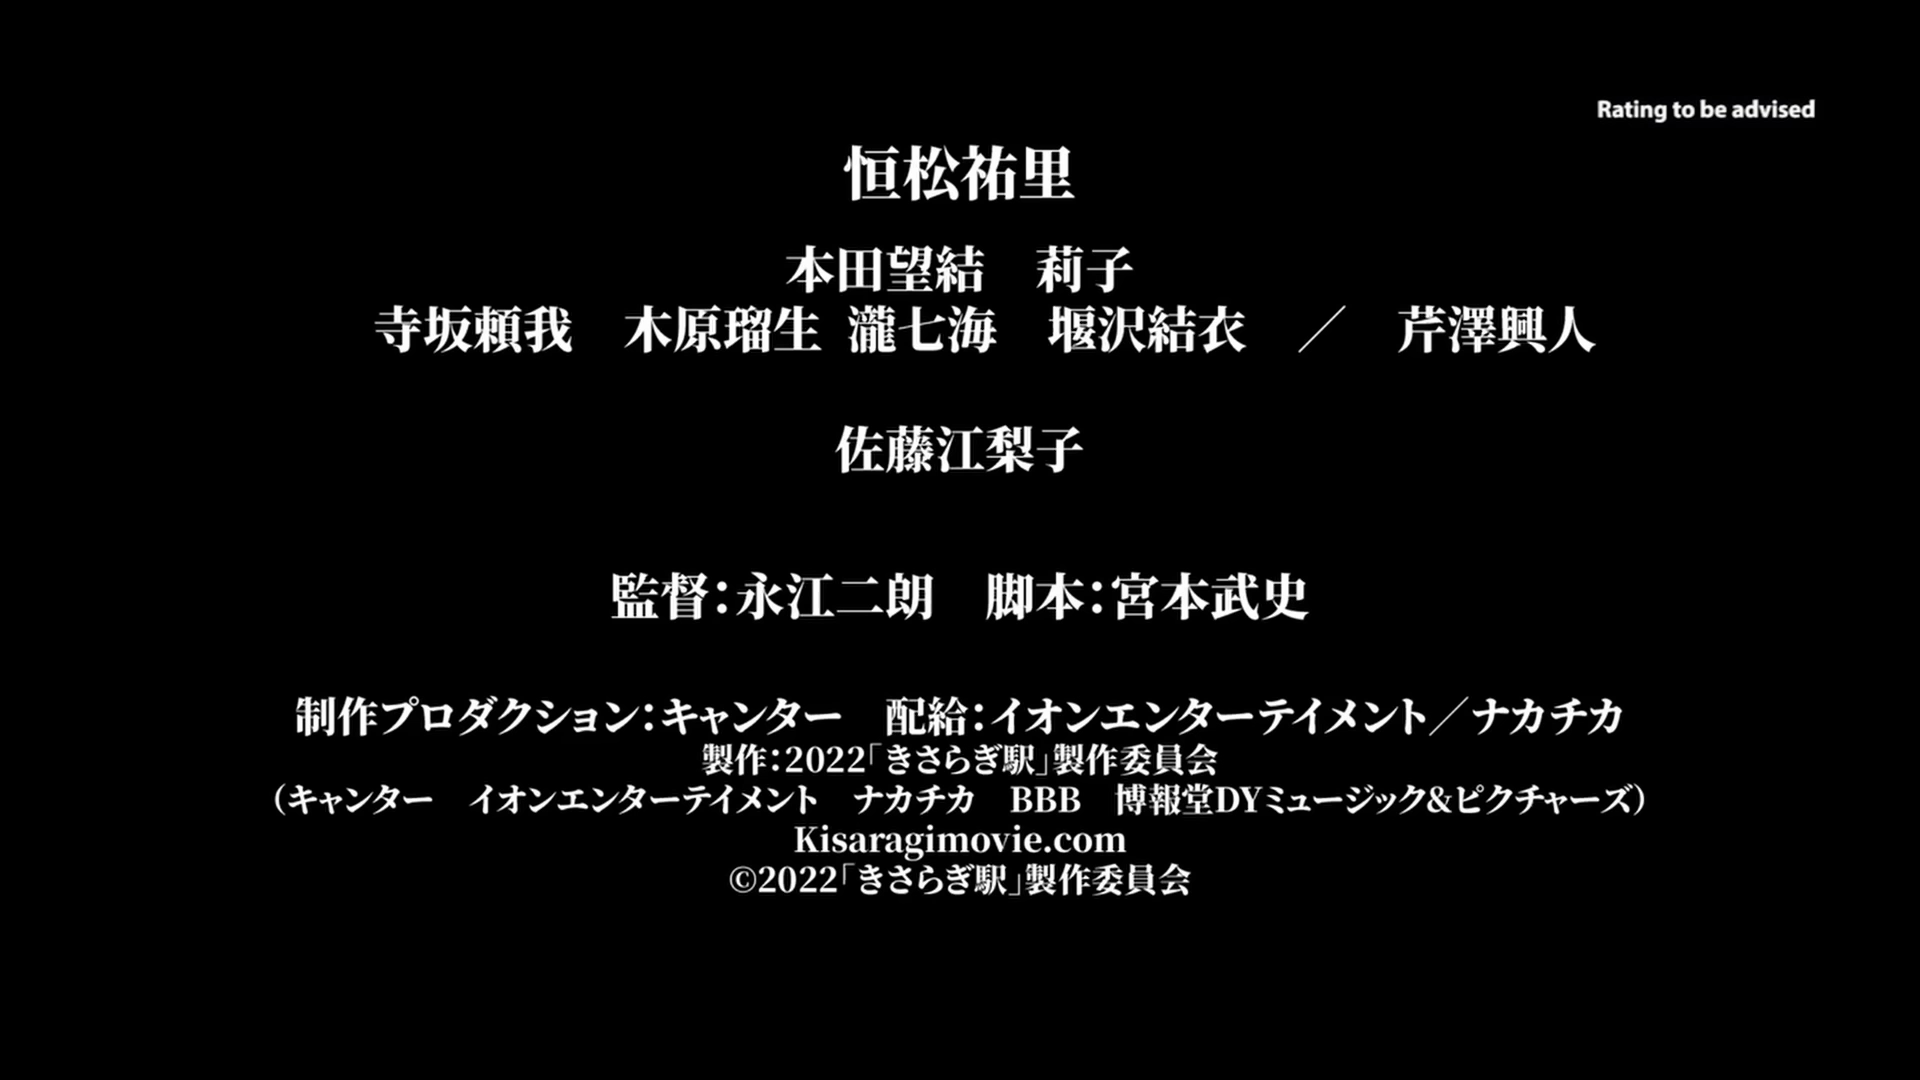 Rating to be advised
恒松祐里
本田望結　莉子
寺坂頼我　木原瑠生 瀧七海　堰沢結衣　／　芹澤興人
佐藤江梨子
監督：永江二朗　脚本：宮本武史
制作プロダクション：キャンター　配給：イオンエンターテイメント／ナカチカ
製作：2022「きさらぎ駅」製作委員会
（キャンター　イオンエンターテイメント　ナカチカ　BBB　博報堂DYミュージック&ピクチャーズ）
Kisaragimovie.com
©2022「きさらぎ駅」製作委員会